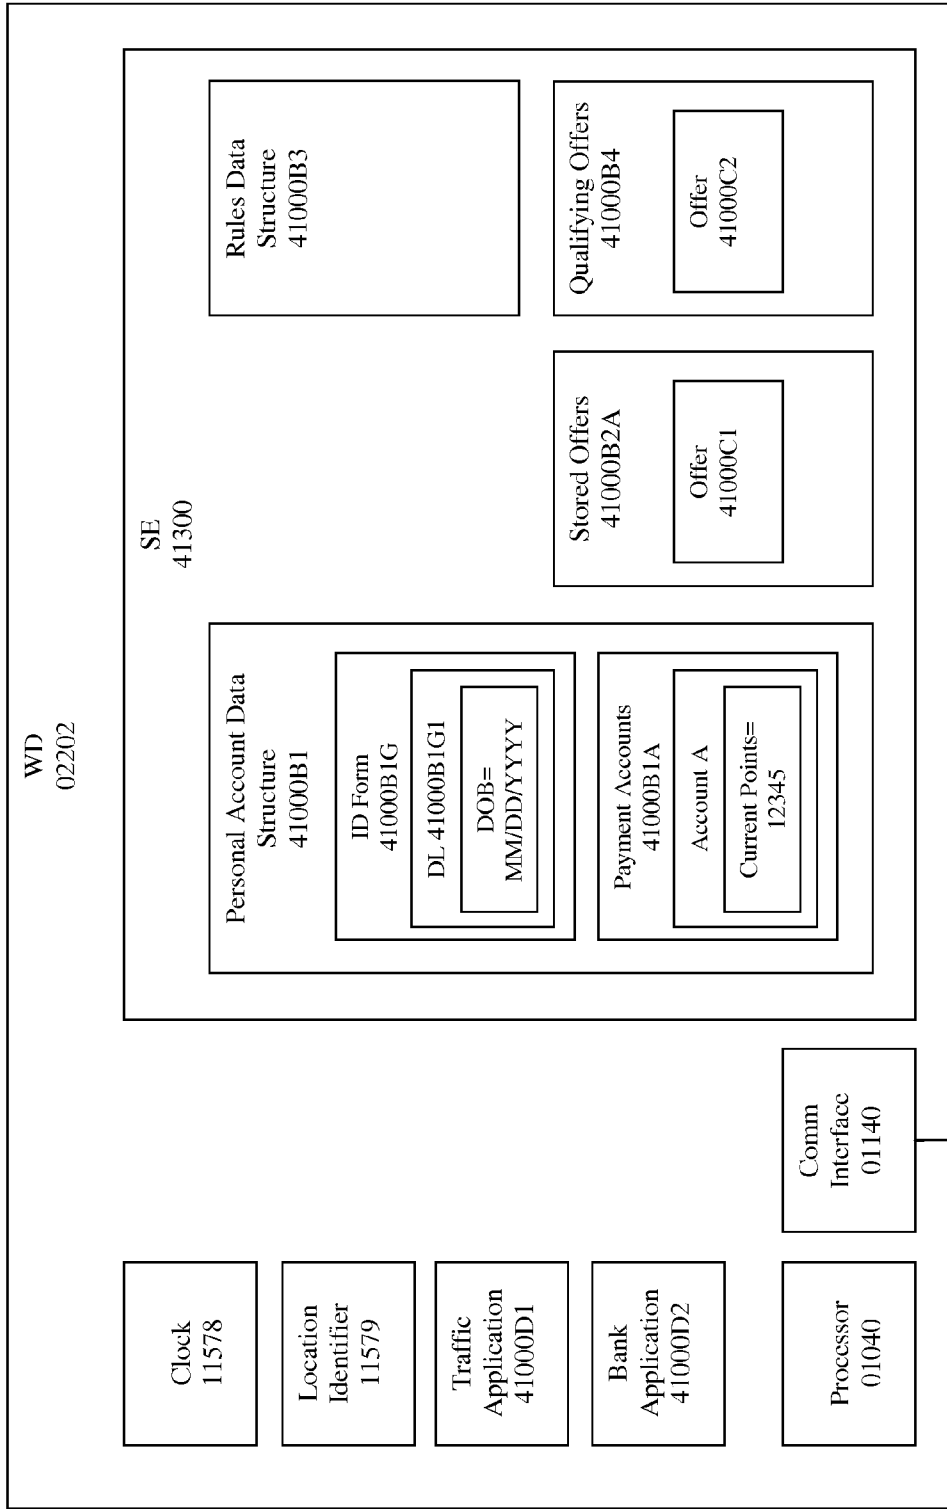 WD
02202
SE
41300
Clock
11578
Location
Identifier
11579
Traffic
Application
41000D1
Bank
Application
41000D2
Processor
01040
Comm
Interface
01140
Personal Account Data
Structure
41000B1
ID Form
41000B1G
DL 41000B1G1
DOB=
MM/DD/YYYY
Payment Accounts
41000B1A
Account A
Current Points=
12345
Stored Offers
41000B2A
Offer
41000C1
Rules Data
Structure
41000B3
Qualifying Offers
41000B4
Offer
41000C2